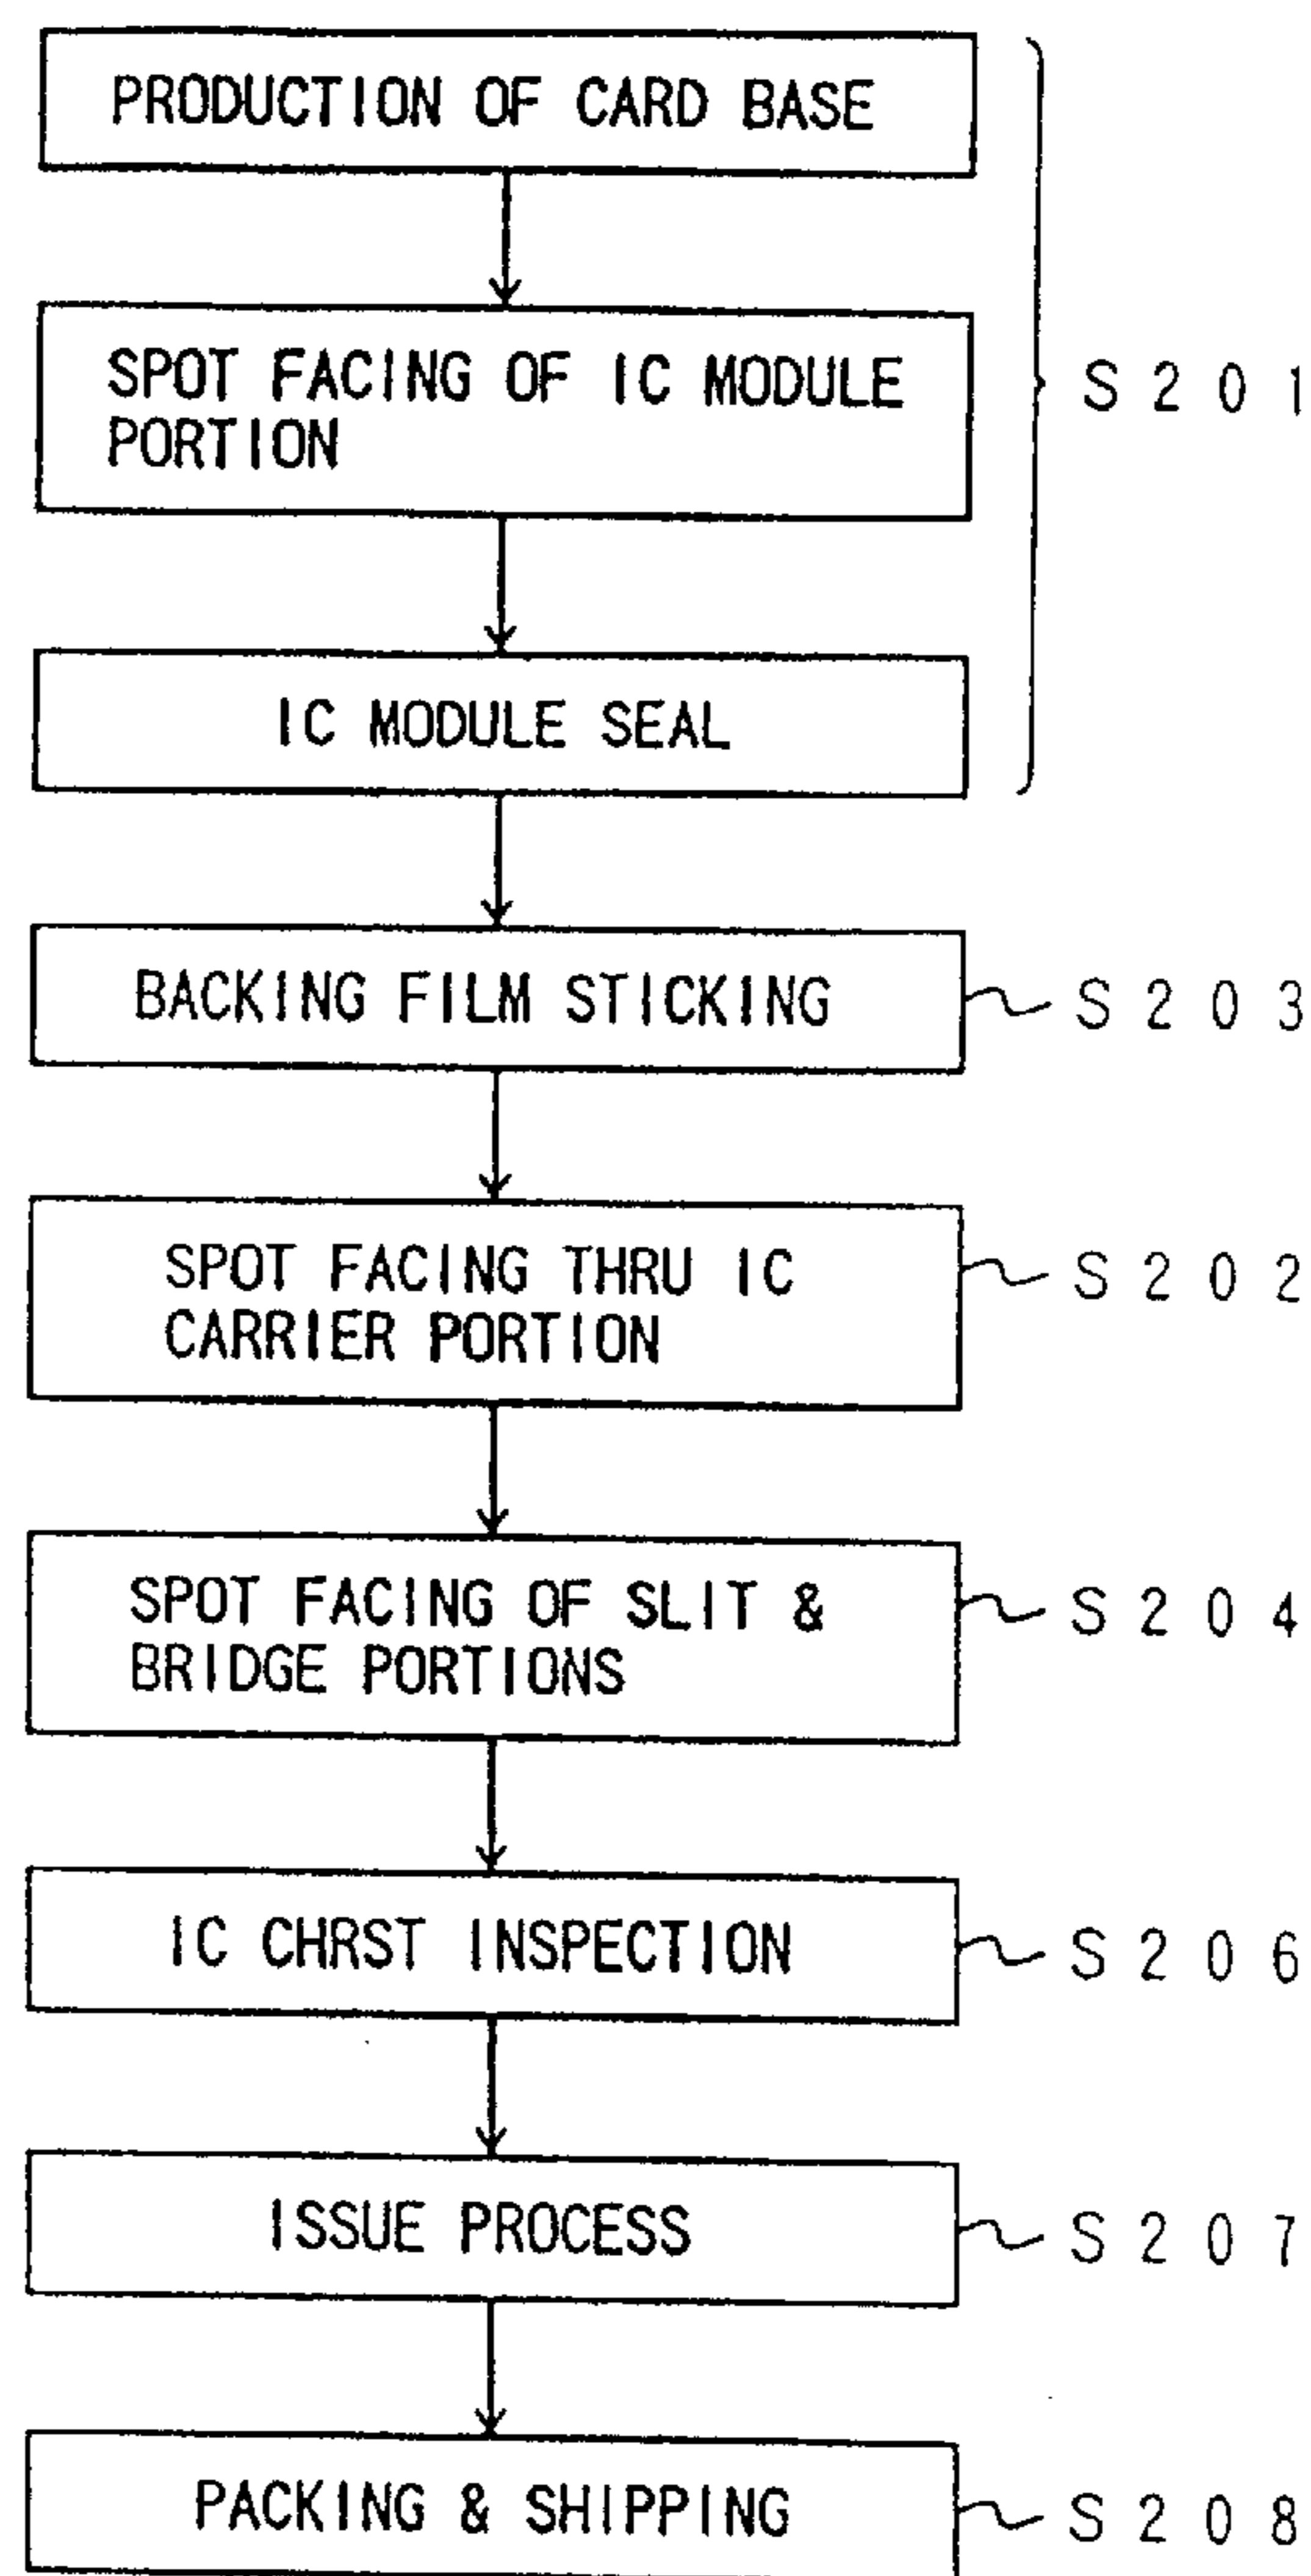 PRODUCTION OF CARD BASE
SPOT FACING OF IC MODULE
PORTION
S201
IC MODULE SEAL
BACKING FILM STICKING
S203
SPOT FACING THRU IC
CARRIER PORTION
S202
SPOT FACING OF SLIT &
BRIDGE PORTIONS
S204
IC CHRST INSPECTION
S206
ISSUE PROCESS
S207
PACKING & SHIPPING
S208